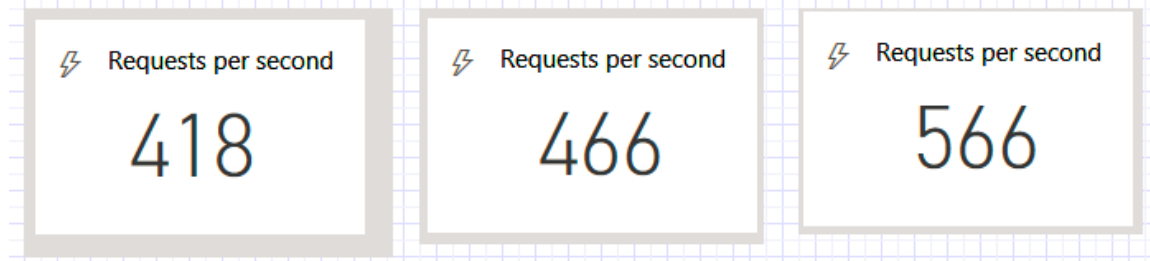 Requests per second
418
Requests per second
466
Requests per second
566